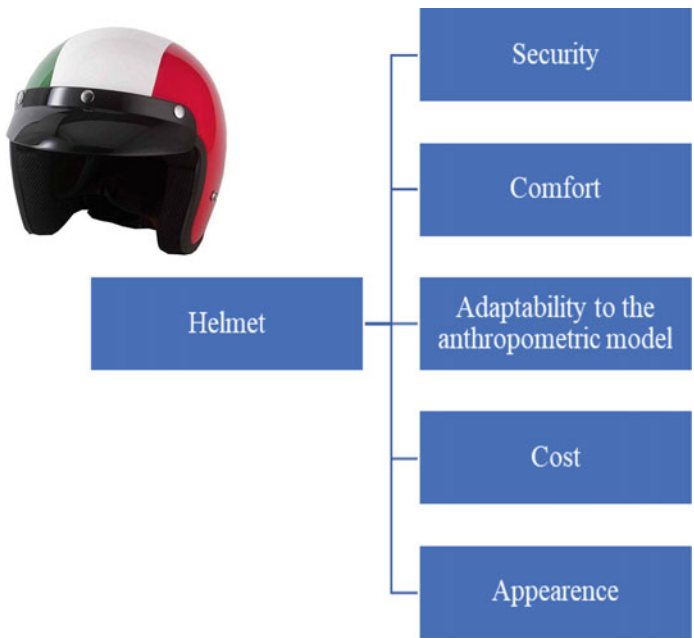 Security
Comfort
Helmet
Adaptability to the
anthropometric model
Cost
Appearence